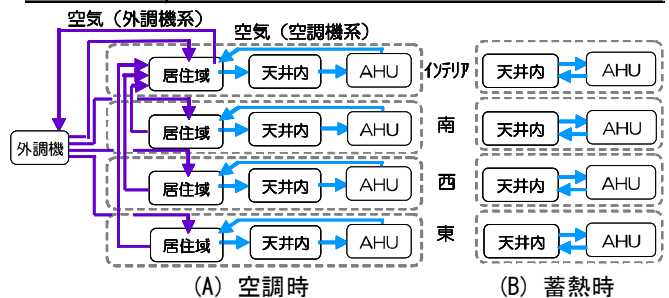 空気（外調機系）
空気（空調機系）
居住域 天井内 AHU インテリア 天井内 AHU
居住域 天井内 AHU 南 天井内 AHU
外調機
居住域 天井内 AHU 西 天井内 AHU
居住域 天井内 AHU 東 天井内 AHU
(A) 空調時 (B) 蓄熱時